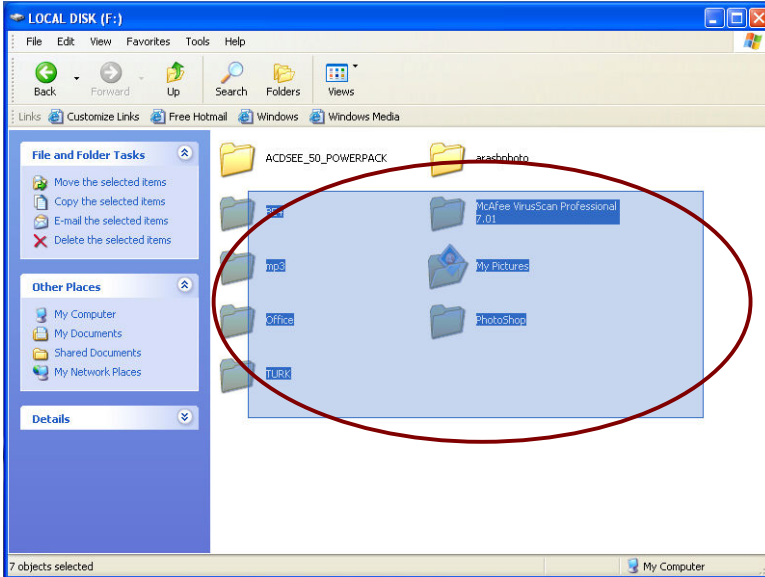 LOCAL DISK (F:)
File Edit View Favorites Tools Help
Back Forward Up Search Folders Views
Links Customize Links Free Hotmail Windows Windows Media
File and Folder Tasks
Move the selected items
Copy the selected items
E-mail the selected items
Delete the selected items
Other Places
My Computer
My Documents
Shared Documents
My Network Places
Details
ACDSEE_50_POWERPACK arashphoto
McAfee VirusScan Professional
7.01
mp3 My Pictures
Office PhotoShop
TURK
7 objects selected My Computer